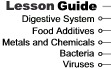 Lesson Guide
Digestive System
Food Additives
Metals and Chemicals
Bacteria
Viruses